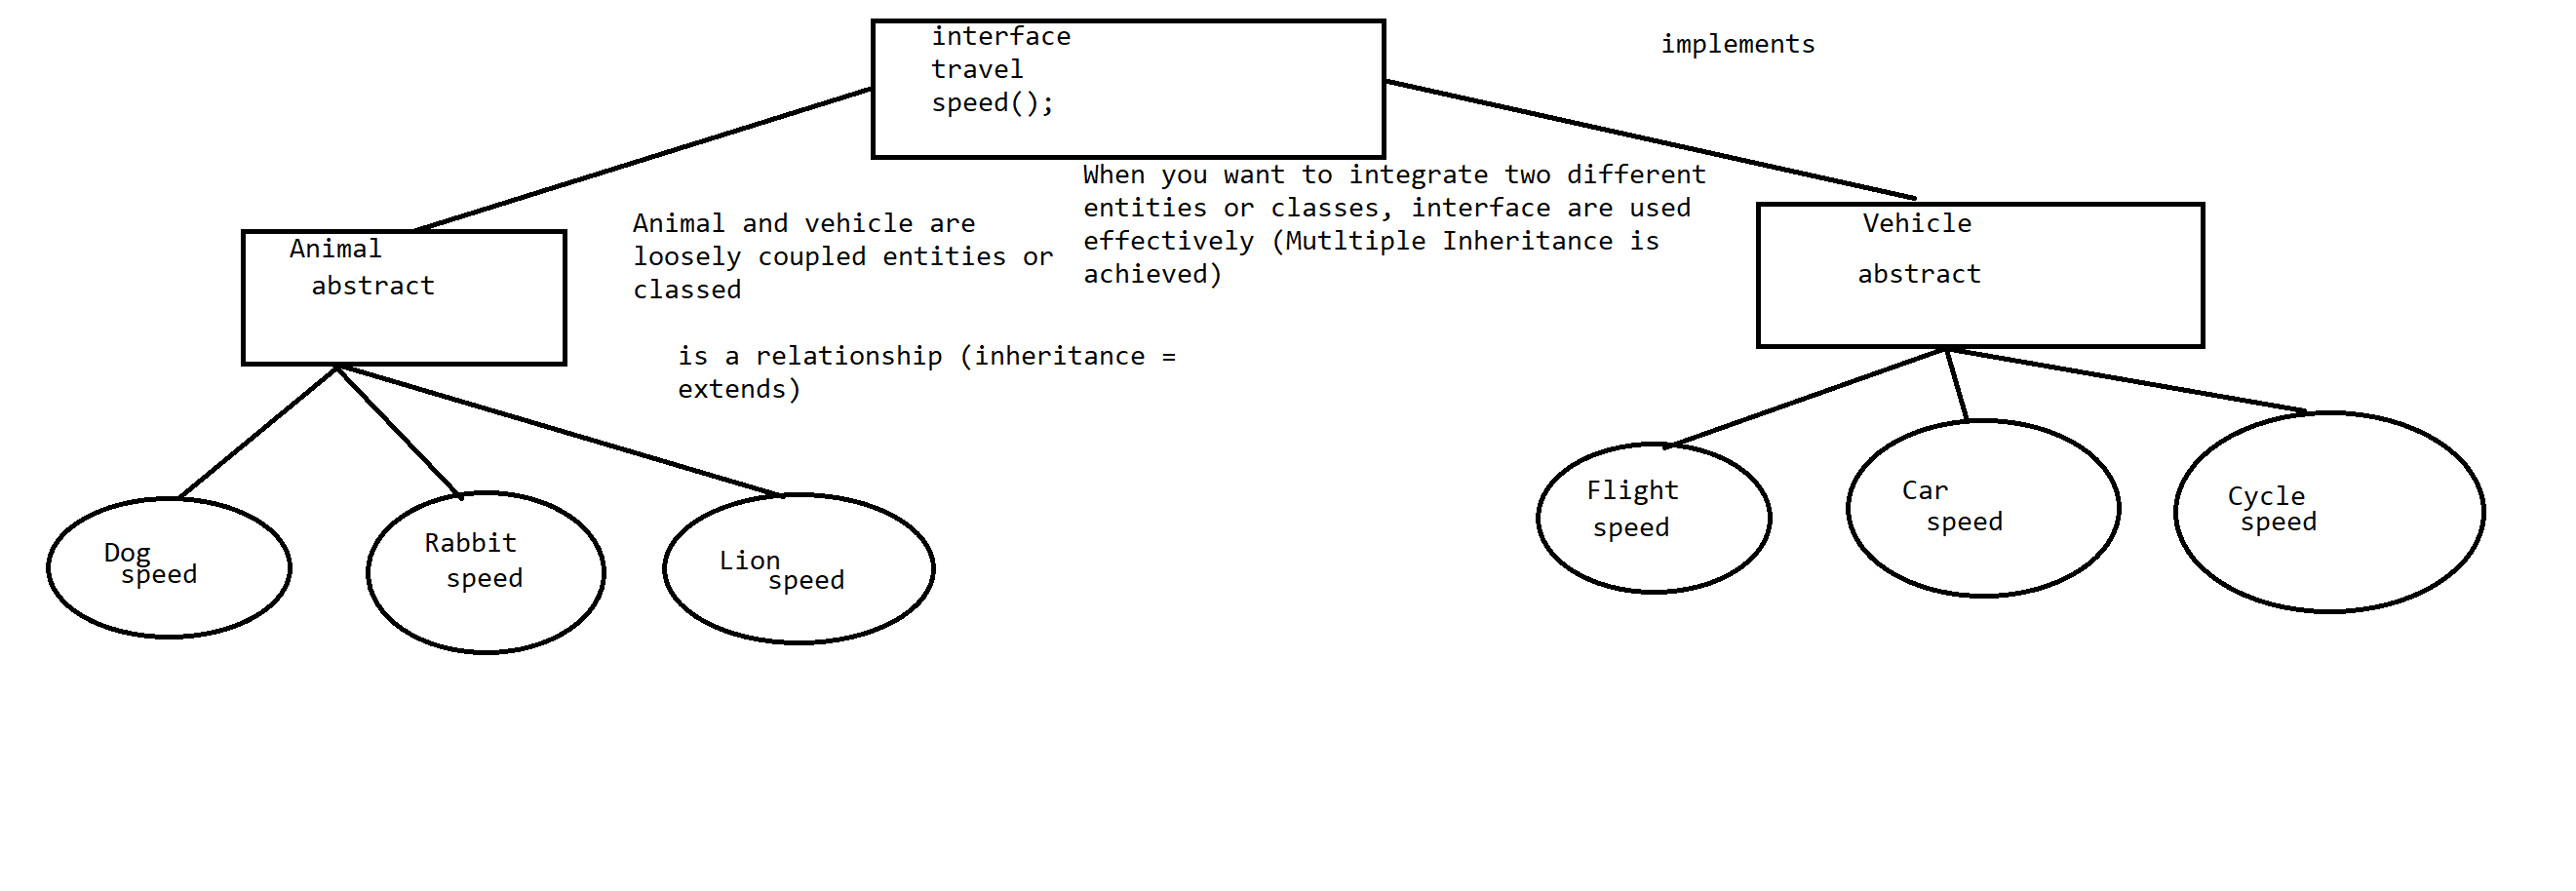 interface
travel
speed();
implements
When you want to integrate two different
entities or classes, interface are used
effectively (Mutltiple Inheritance is
achieved)
Animal and vehicle are
loosely coupled entities or
classed
Animal
abstract
Vehicle
abstract
is a relationship (inheritance =
extends)
Dog
speed
Rabbit
speed
Lion
speed
Flight
speed
Car
speed
Cycle
speed